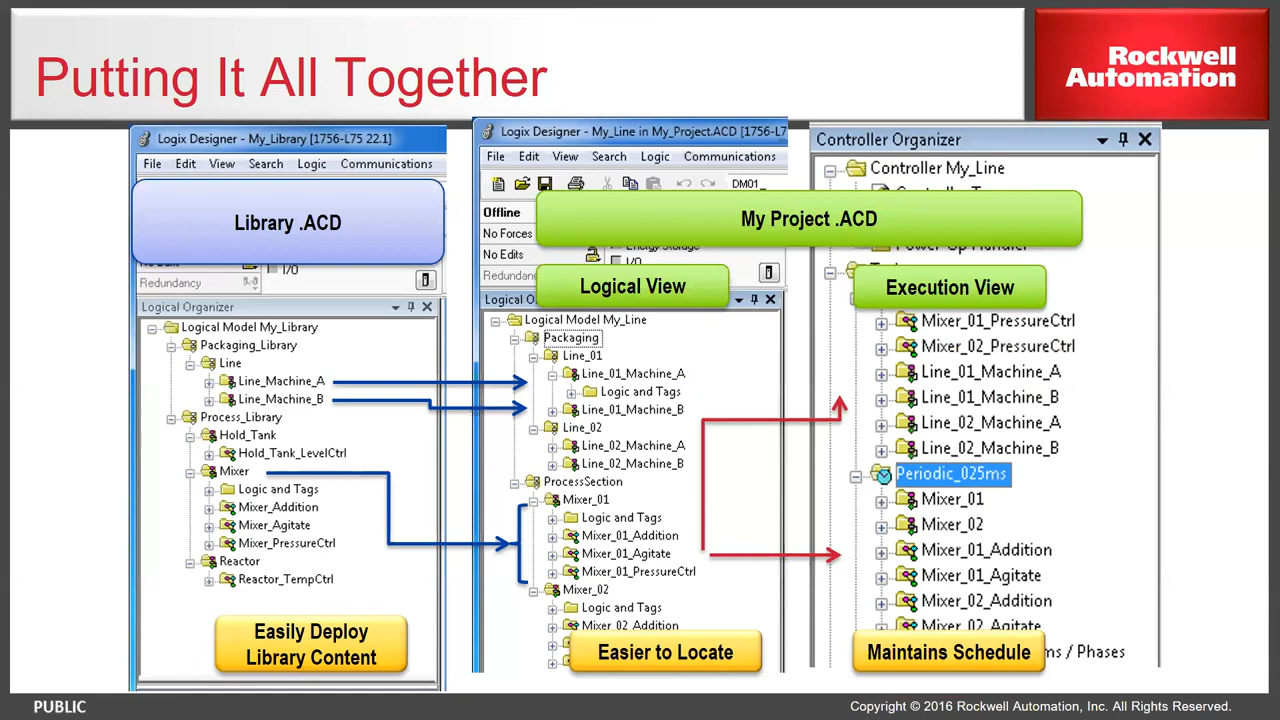 Putting It All Together
Rockwell
Automation
Logix Designer - My_Library [1756-L75 22.1]
File Edit View Search Logic Communications
Library .ACD
I/O
Redundancy
Logical Organizer
Logical Model My_Library
Packaging_Library
Line
Line_Machine_A
Line_Machine_B
Process_Library
Hold_Tank
Hold_Tank_LevelCtrl
Mixer
Logic and Tags
Mixer_Addition
Mixer_Agitate
Mixer_PressureCtrl
Reactor
Reactor_TempCtrl
Easily Deploy
Library Content
Logix Designer - My_Line in My_Project.ACD [1756-L
File Edit View Search Logic Communications
DM01_
Offline
My Project .ACD
No Forces
No Edits
Energy Storage
I/O
Redundancy
Logical View
Logical O
Logical Model My_Line
Packaging
Line_01
Line_01_Machine_A
Logic and Tags
Line_01_Machine_B
Line_02
Line_02_Machine_A
Line_02_Machine_B
ProcessSection
Mixer_01
Logic and Tags
Mixer_01_Addition
Mixer_01_Agitate
Mixer_01_PressureCtrl
Mixer_02
Logic and Tags
Mixer_02_Addition
Easier to Locate
Controller Organizer
Controller My_Line
Power-Up Handler
Execution View
Mixer_01_PressureCtrl
Mixer_02_PressureCtrl
Line_01_Machine_A
Line_01_Machine_B
Line_02_Machine_A
Line_02_Machine_B
Periodic_025ms
Mixer_01
Mixer_02
Mixer_01_Addition
Mixer_01_Agitate
Mixer_02_Addition
Mixer_02_Agitate
ms / Phases
Maintains Schedule
PUBLIC
Copyright © 2016 Rockwell Automation, Inc. All Rights Reserved.